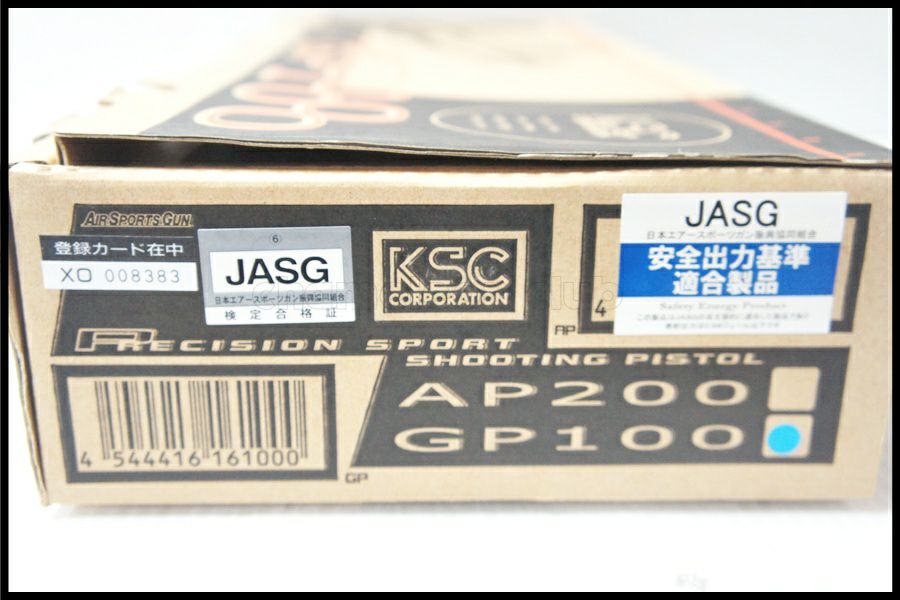 AIR SPORTS GUN
登録カード在中
XO 008383
⑥
JASG
日本エアースポーツガン振興協同組合
検定合格証
KSC
CORPORATION
JASG
日本エアースポーツガン振興協同組合
安全出力基準
適合製品
Safety Energy Product
4
AP
PRECISION SPORT
SHOOTING PISTOL
AP200
GP100
4 544416 161000
GP